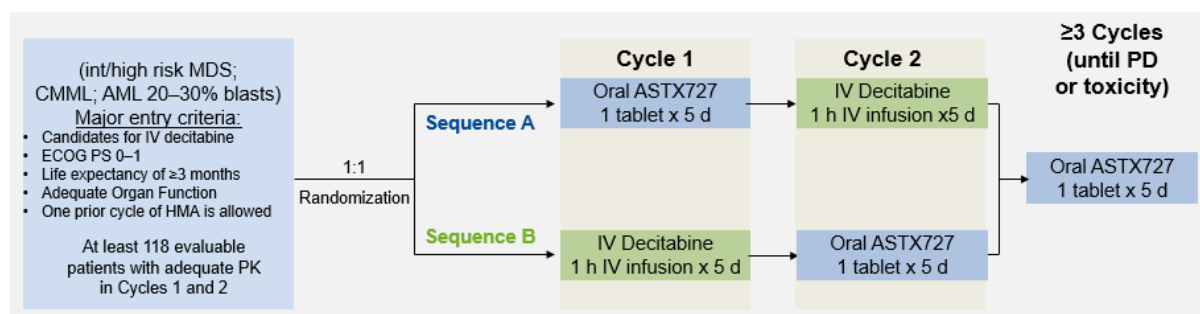 (int/high risk MDS;
CMML; AML 20–30% blasts)
Major entry criteria:
• Candidates for IV decitabine
• ECOG PS 0–1
• Life expectancy of ≥3 months
• Adequate Organ Function
• One prior cycle of HMA is allowed
At least 118 evaluable
patients with adequate PK
in Cycles 1 and 2
1:1
Randomization
Sequence A
Sequence B
Cycle 1
Oral ASTX727
1 tablet x 5 d
IV Decitabine
1 h IV infusion x 5 d
Cycle 2
IV Decitabine
1 h IV infusion x5 d
Oral ASTX727
1 tablet x 5 d
≥3 Cycles
(until PD
or toxicity)
Oral ASTX727
1 tablet x 5 d